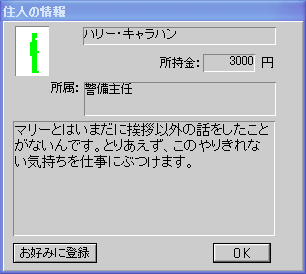 住人の情報
ハリー・キャラハン
所持金: 3000 円
所属: 警備主任
マリーとはいまだに挨拶以外の話をしたこと
がないんです。とりあえず、このやりきれな
い気持ちを仕事にぶつけます。
お好みに登録 OK